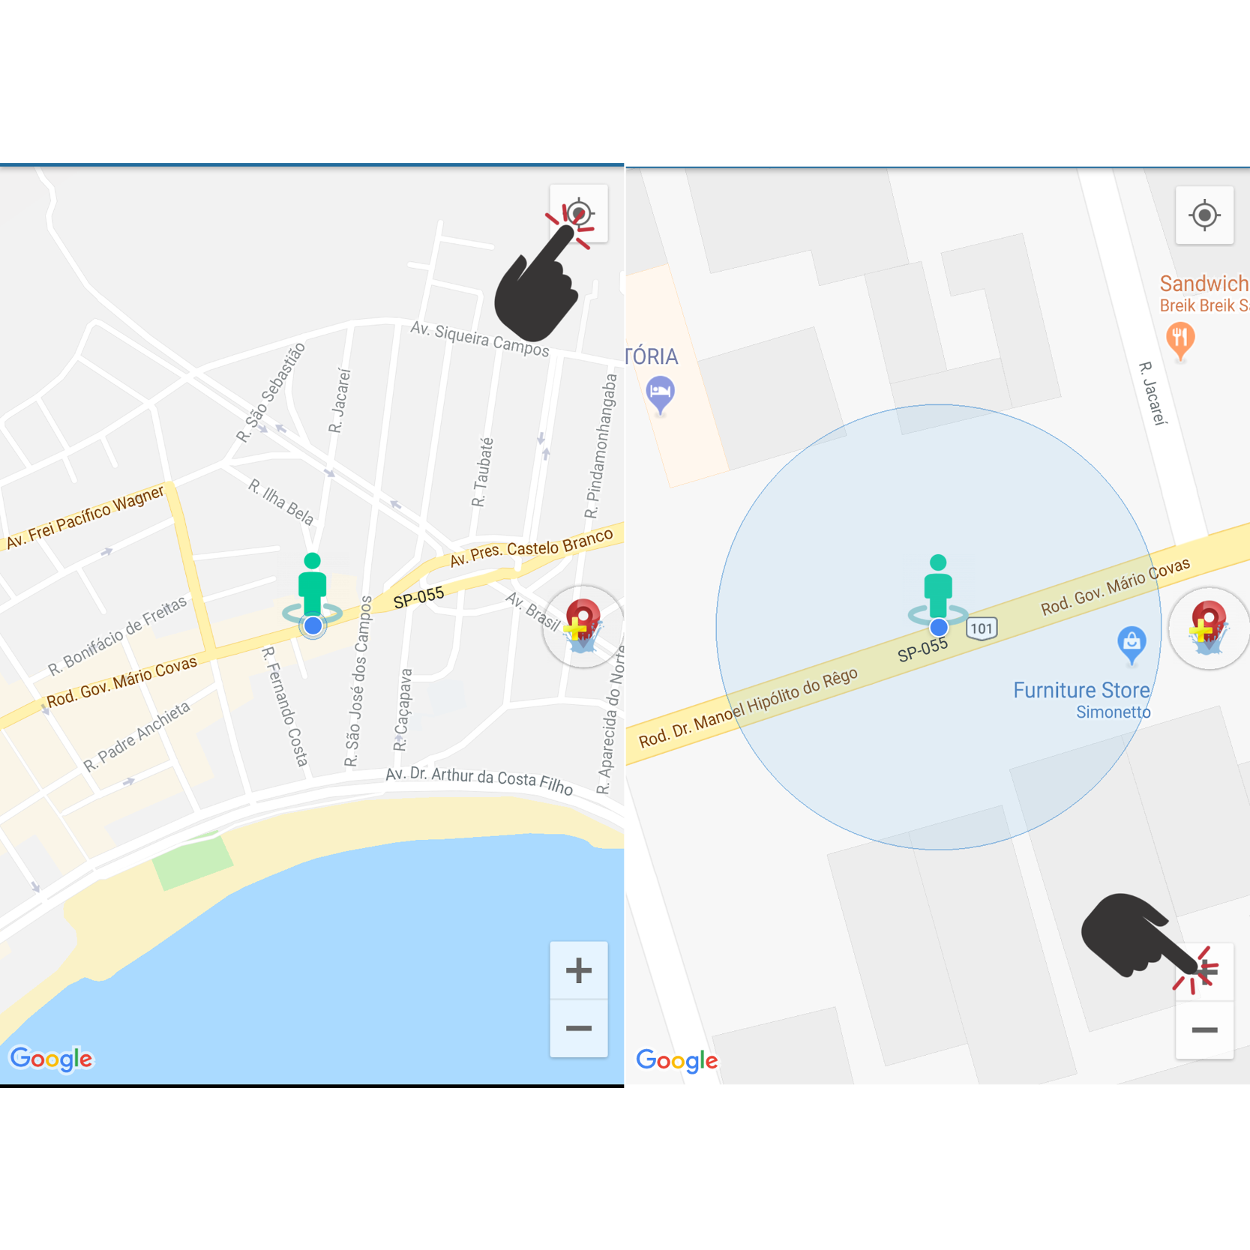 Av. Siqueira Campos
R. São Sebastião
R. Jacareí
R. Pindamonhangaba
R. Taubaté
R. Ilha Bela
Av. Frei Pacífico Wagner
Av. Pres. Castelo Branco
SP-055
Av. Brasil
R. Bonifácio de Freitas
Rod. Gov. Mário Covas
R. Fernando Costa
R. São José dos Campos
R. Caçapava
R. Aparecida do Norte
R. Padre Anchieta
Av. Dr. Arthur da Costa Filho
+
−
Google
Sandwich
Breik Breik Sa
TÓRIA
R. Jacareí
Rod. Gov. Mário Covas
101
SP-055
Rod. Dr. Manoel Hipólito do Rêgo
Furniture Store
Simonetto
+
−
Google